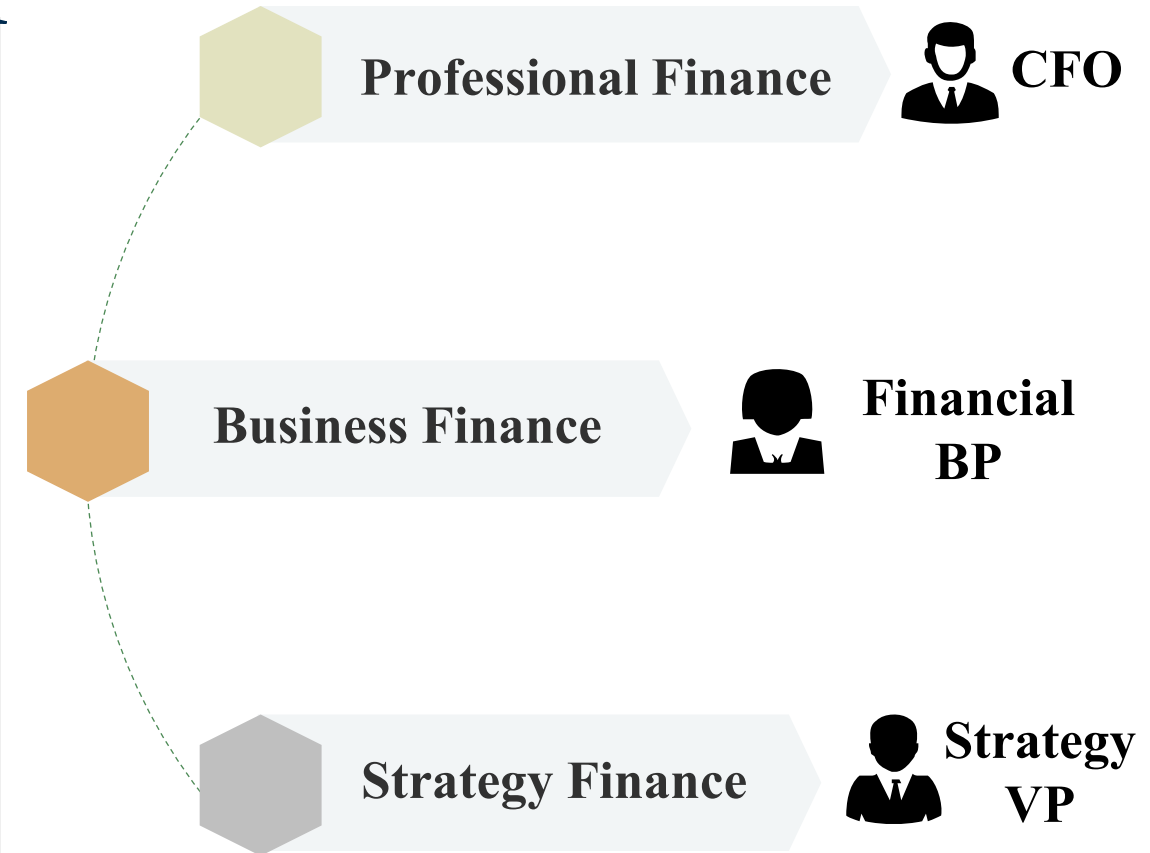 Professional Finance
CFO
Business Finance
Financial
BP
Strategy Finance
Strategy
VP